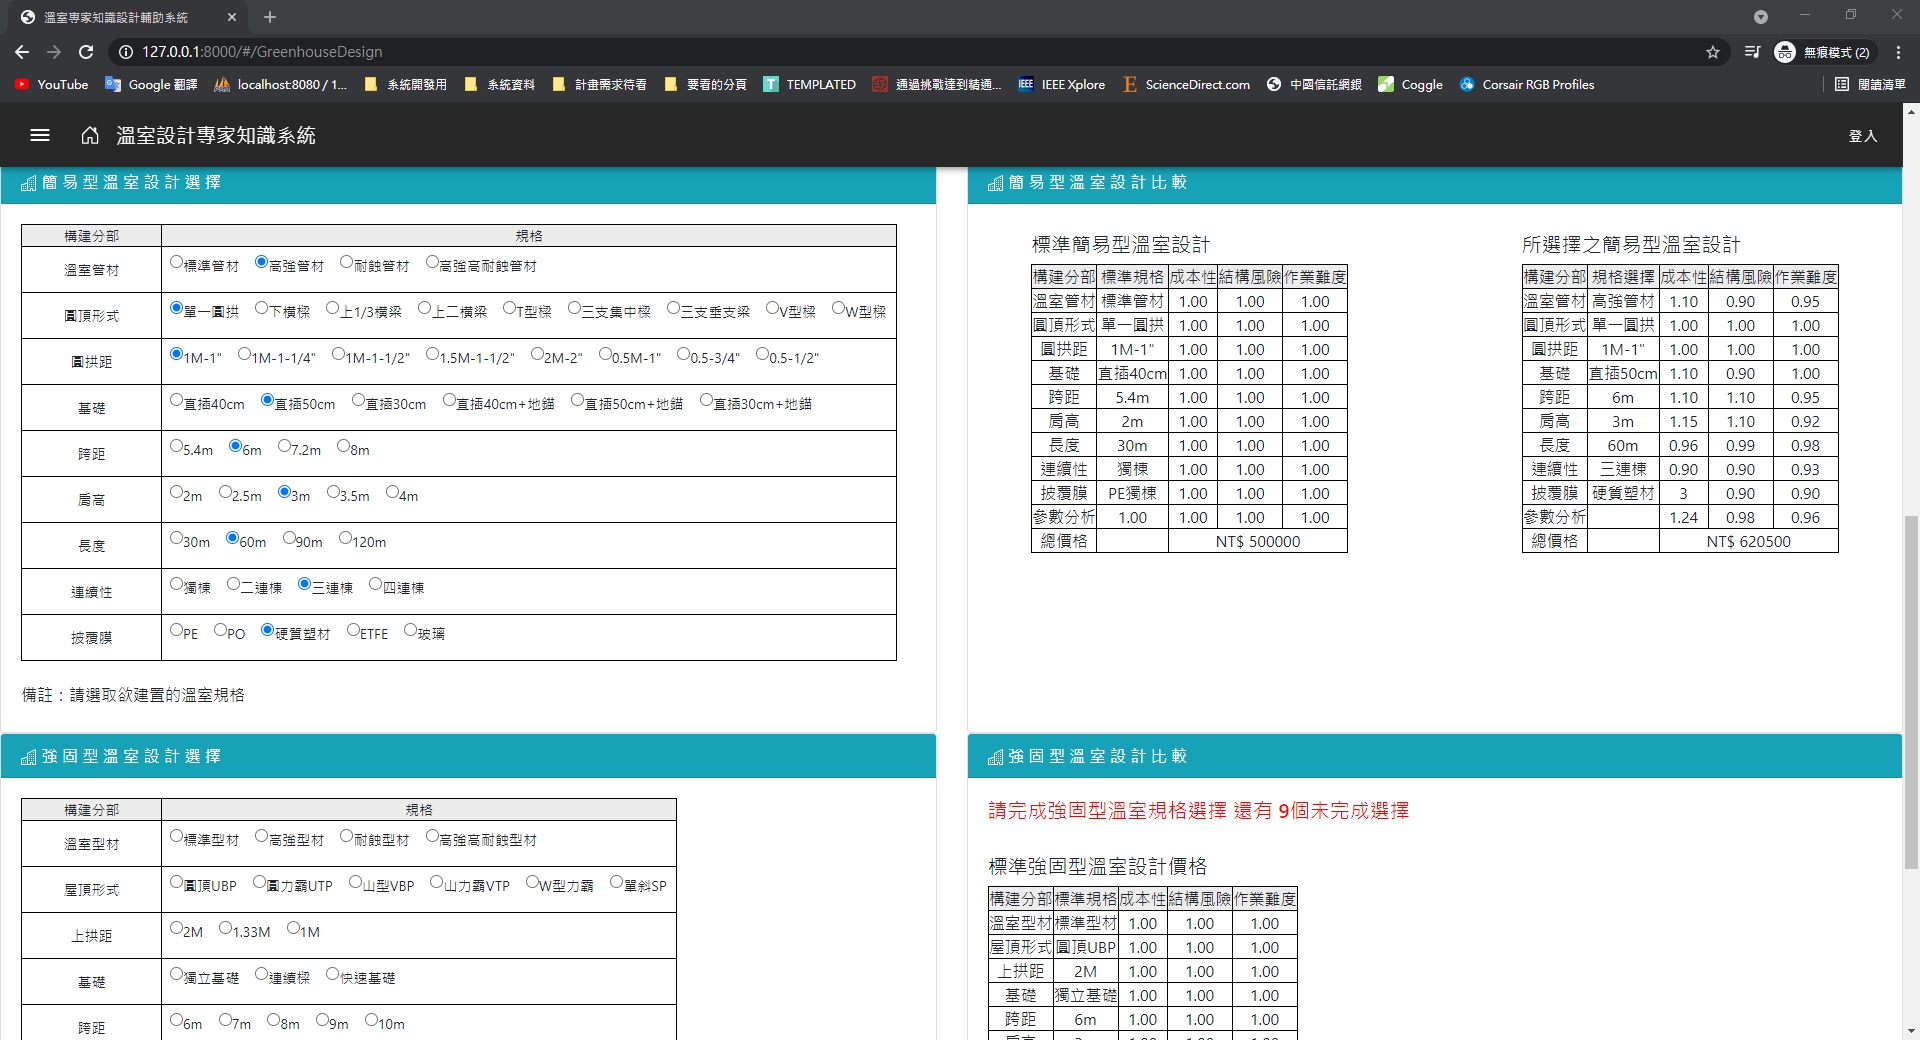 溫室專家知識設計輔助系統
127.0.0.1:8000/#/GreenhouseDesign
無痕模式 (2)
YouTube Google 翻譯 localhost:8080 / 1... 系統開發用 系統資料 計畫需求待看 要看的分頁 TEMPLATED 通過挑戰達到精通... IEEE IEEE Xplore ScienceDirect.com 中國信託網銀 Coggle Corsair RGB Profiles 閱讀清單
溫室設計專家知識系統
登入
簡易型溫室設計選擇
構建分部 規格
溫室管材 標準管材 高強管材 耐蝕管材 高強高耐蝕管材
圓頂形式 單一圓拱 下橫樑 上1/3橫梁 上二橫梁 T型樑 三支集中樑 三支垂支梁 V型樑 W型樑
圓拱距 1M-1" 1M-1-1/4" 1M-1-1/2" 1.5M-1-1/2" 2M-2" 0.5M-1" 0.5-3/4" 0.5-1/2"
基礎 直插40cm 直插50cm 直插30cm 直插40cm+地錨 直插50cm+地錨 直插30cm+地錨
跨距 5.4m 6m 7.2m 8m
肩高 2m 2.5m 3m 3.5m 4m
長度 30m 60m 90m 120m
連續性 獨棟 二連棟 三連棟 四連棟
披覆膜 PE PO 硬質塑材 ETFE 玻璃
備註：請選取欲建置的溫室規格
簡易型溫室設計比較
標準簡易型溫室設計
構建分部 標準規格 成本性 結構風險 作業難度
溫室管材 標準管材 1.00 1.00 1.00
圓頂形式 單一圓拱 1.00 1.00 1.00
圓拱距 1M-1" 1.00 1.00 1.00
基礎 直插40cm 1.00 1.00 1.00
跨距 5.4m 1.00 1.00 1.00
肩高 2m 1.00 1.00 1.00
長度 30m 1.00 1.00 1.00
連續性 獨棟 1.00 1.00 1.00
披覆膜 PE獨棟 1.00 1.00 1.00
參數分析 1.00 1.00 1.00 1.00
總價格 NT$ 500000
所選擇之簡易型溫室設計
構建分部 規格選擇 成本性 結構風險 作業難度
溫室管材 高強管材 1.10 0.90 0.95
圓頂形式 單一圓拱 1.00 1.00 1.00
圓拱距 1M-1" 1.00 1.00 1.00
基礎 直插50cm 1.10 0.90 1.00
跨距 6m 1.10 1.10 0.95
肩高 3m 1.15 1.10 0.92
長度 60m 0.96 0.99 0.98
連續性 三連棟 0.90 0.90 0.93
披覆膜 硬質塑材 3 0.90 0.90
參數分析 1.24 0.98 0.96
總價格 NT$ 620500
強固型溫室設計選擇
構建分部 規格
溫室型材 標準型材 高強型材 耐蝕型材 高強高耐蝕型材
屋頂形式 圓頂UBP 圓力霸UTP 山型VBP 山力霸VTP W型力霸 單斜SP
上拱距 2M 1.33M 1M
基礎 獨立基礎 連續樑 快速基礎
跨距 6m 7m 8m 9m 10m
強固型溫室設計比較
請完成強固型溫室規格選擇 還有 9個未完成選擇
標準強固型溫室設計價格
構建分部 標準規格 成本性 結構風險 作業難度
溫室型材 標準型材 1.00 1.00 1.00
屋頂形式 圓頂UBP 1.00 1.00 1.00
上拱距 2M 1.00 1.00 1.00
基礎 獨立基礎 1.00 1.00 1.00
跨距 6m 1.00 1.00 1.00